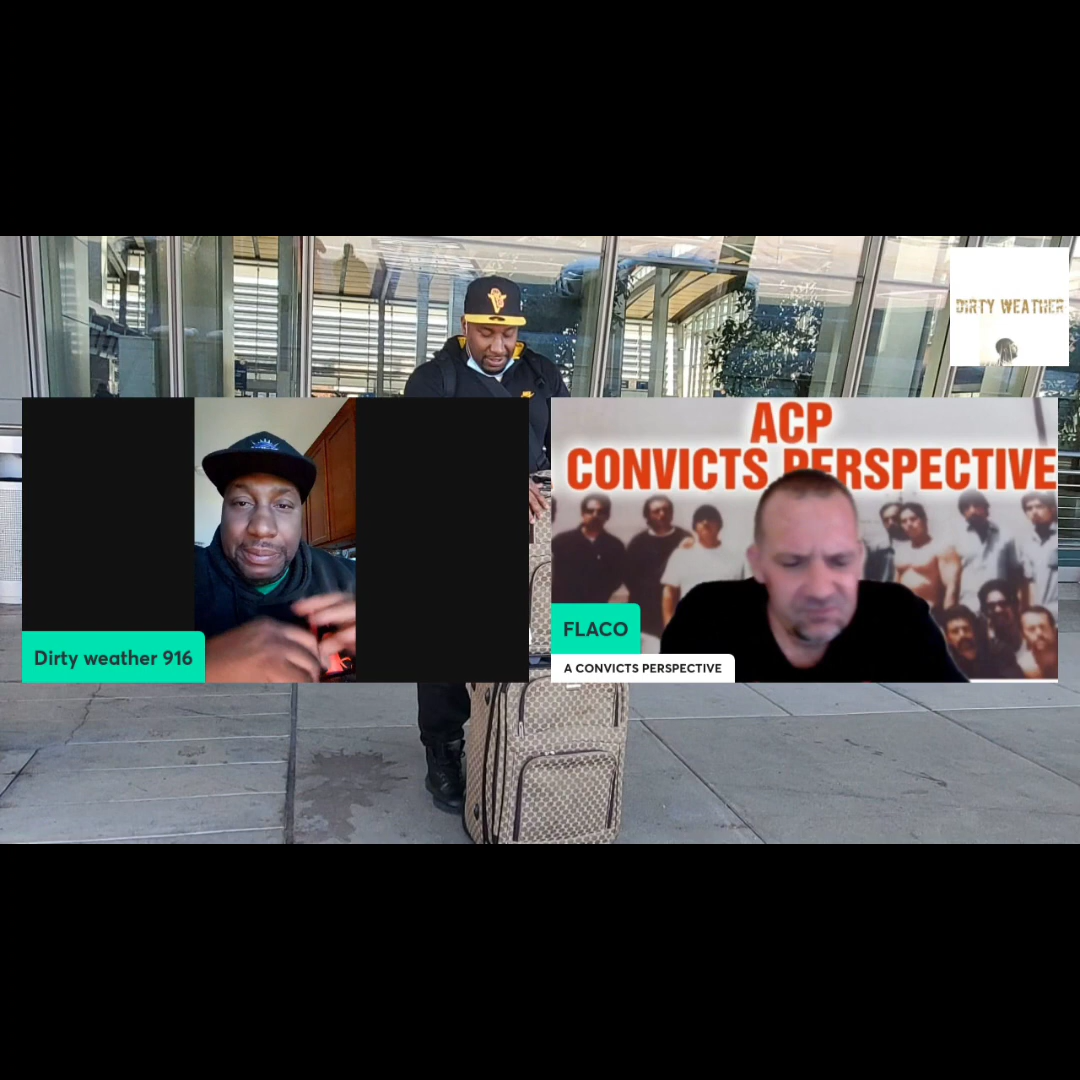 DIRTY WEATHER
ACP
CONVICTS PERSPECTIVE
Dirty weather 916
FLACO
A CONVICTS PERSPECTIVE